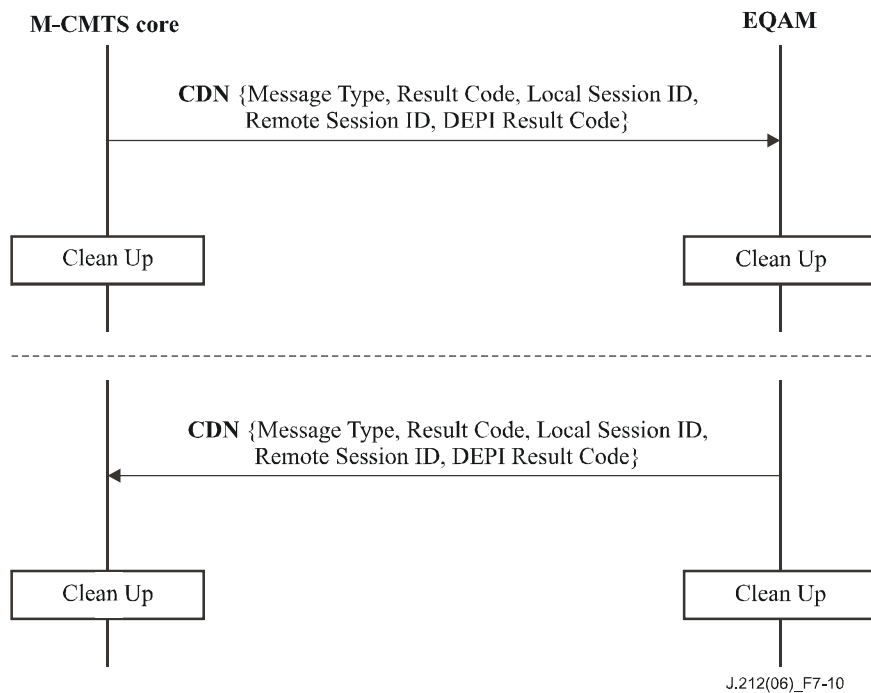 M-CMTS core
EQAM
CDN {Message Type, Result Code, Local Session ID,
Remote Session ID, DEPI Result Code}
Clean Up
Clean Up
CDN {Message Type, Result Code, Local Session ID,
Remote Session ID, DEPI Result Code}
Clean Up
Clean Up
J.212(06)_F7-10